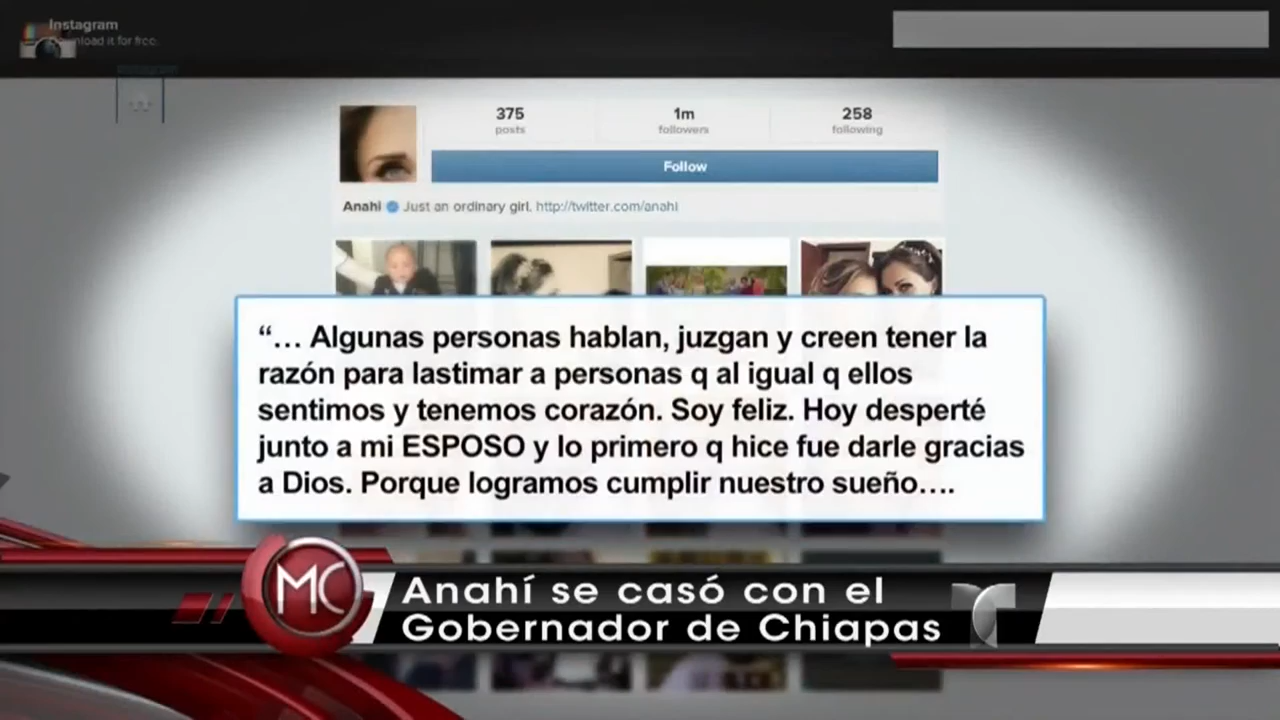 Instagram
Download it for free.
375
1m
258
posts
followers
following
Follow
Anahi Just an ordinary girl. http://twitter.com/anahi
“… Algunas personas hablan, juzgan y creen tener la
razón para lastimar a personas q al igual q ellos
sentimos y tenemos corazón. Soy feliz. Hoy desperté
junto a mi ESPOSO y lo primero q hice fue darle gracias
a Dios. Porque logramos cumplir nuestro sueño….
MC
Anahí se casó con el
Gobernador de Chiapas